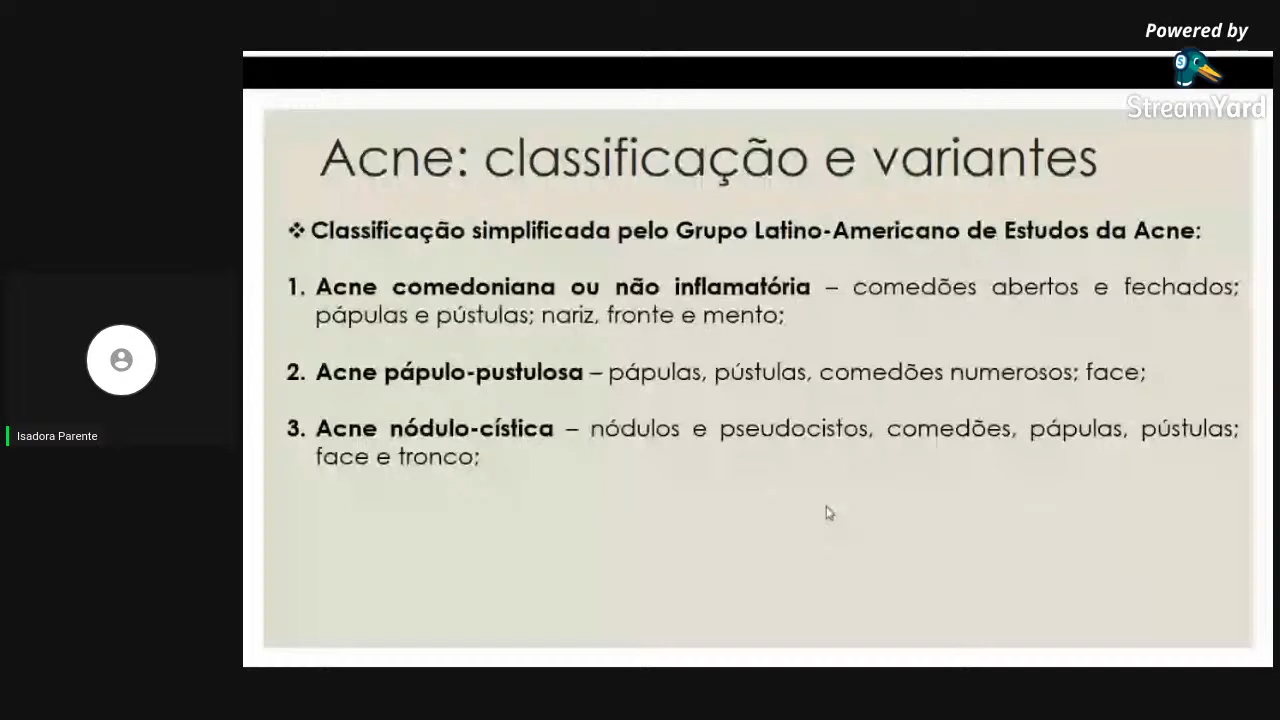 Powered by
StreamYard
Acne: classificação e variantes
❖ Classificação simplificada pelo Grupo Latino-Americano de Estudos da Acne:
1. Acne comedoniana ou não inflamatória – comedões abertos e fechados;
pápulas e pústulas; nariz, fronte e mento;
2. Acne pápulo-pustulosa – pápulas, pústulas, comedões numerosos; face;
3. Acne nódulo-cística – nódulos e pseudocistos, comedões, pápulas, pústulas;
face e tronco;
Isadora Parente